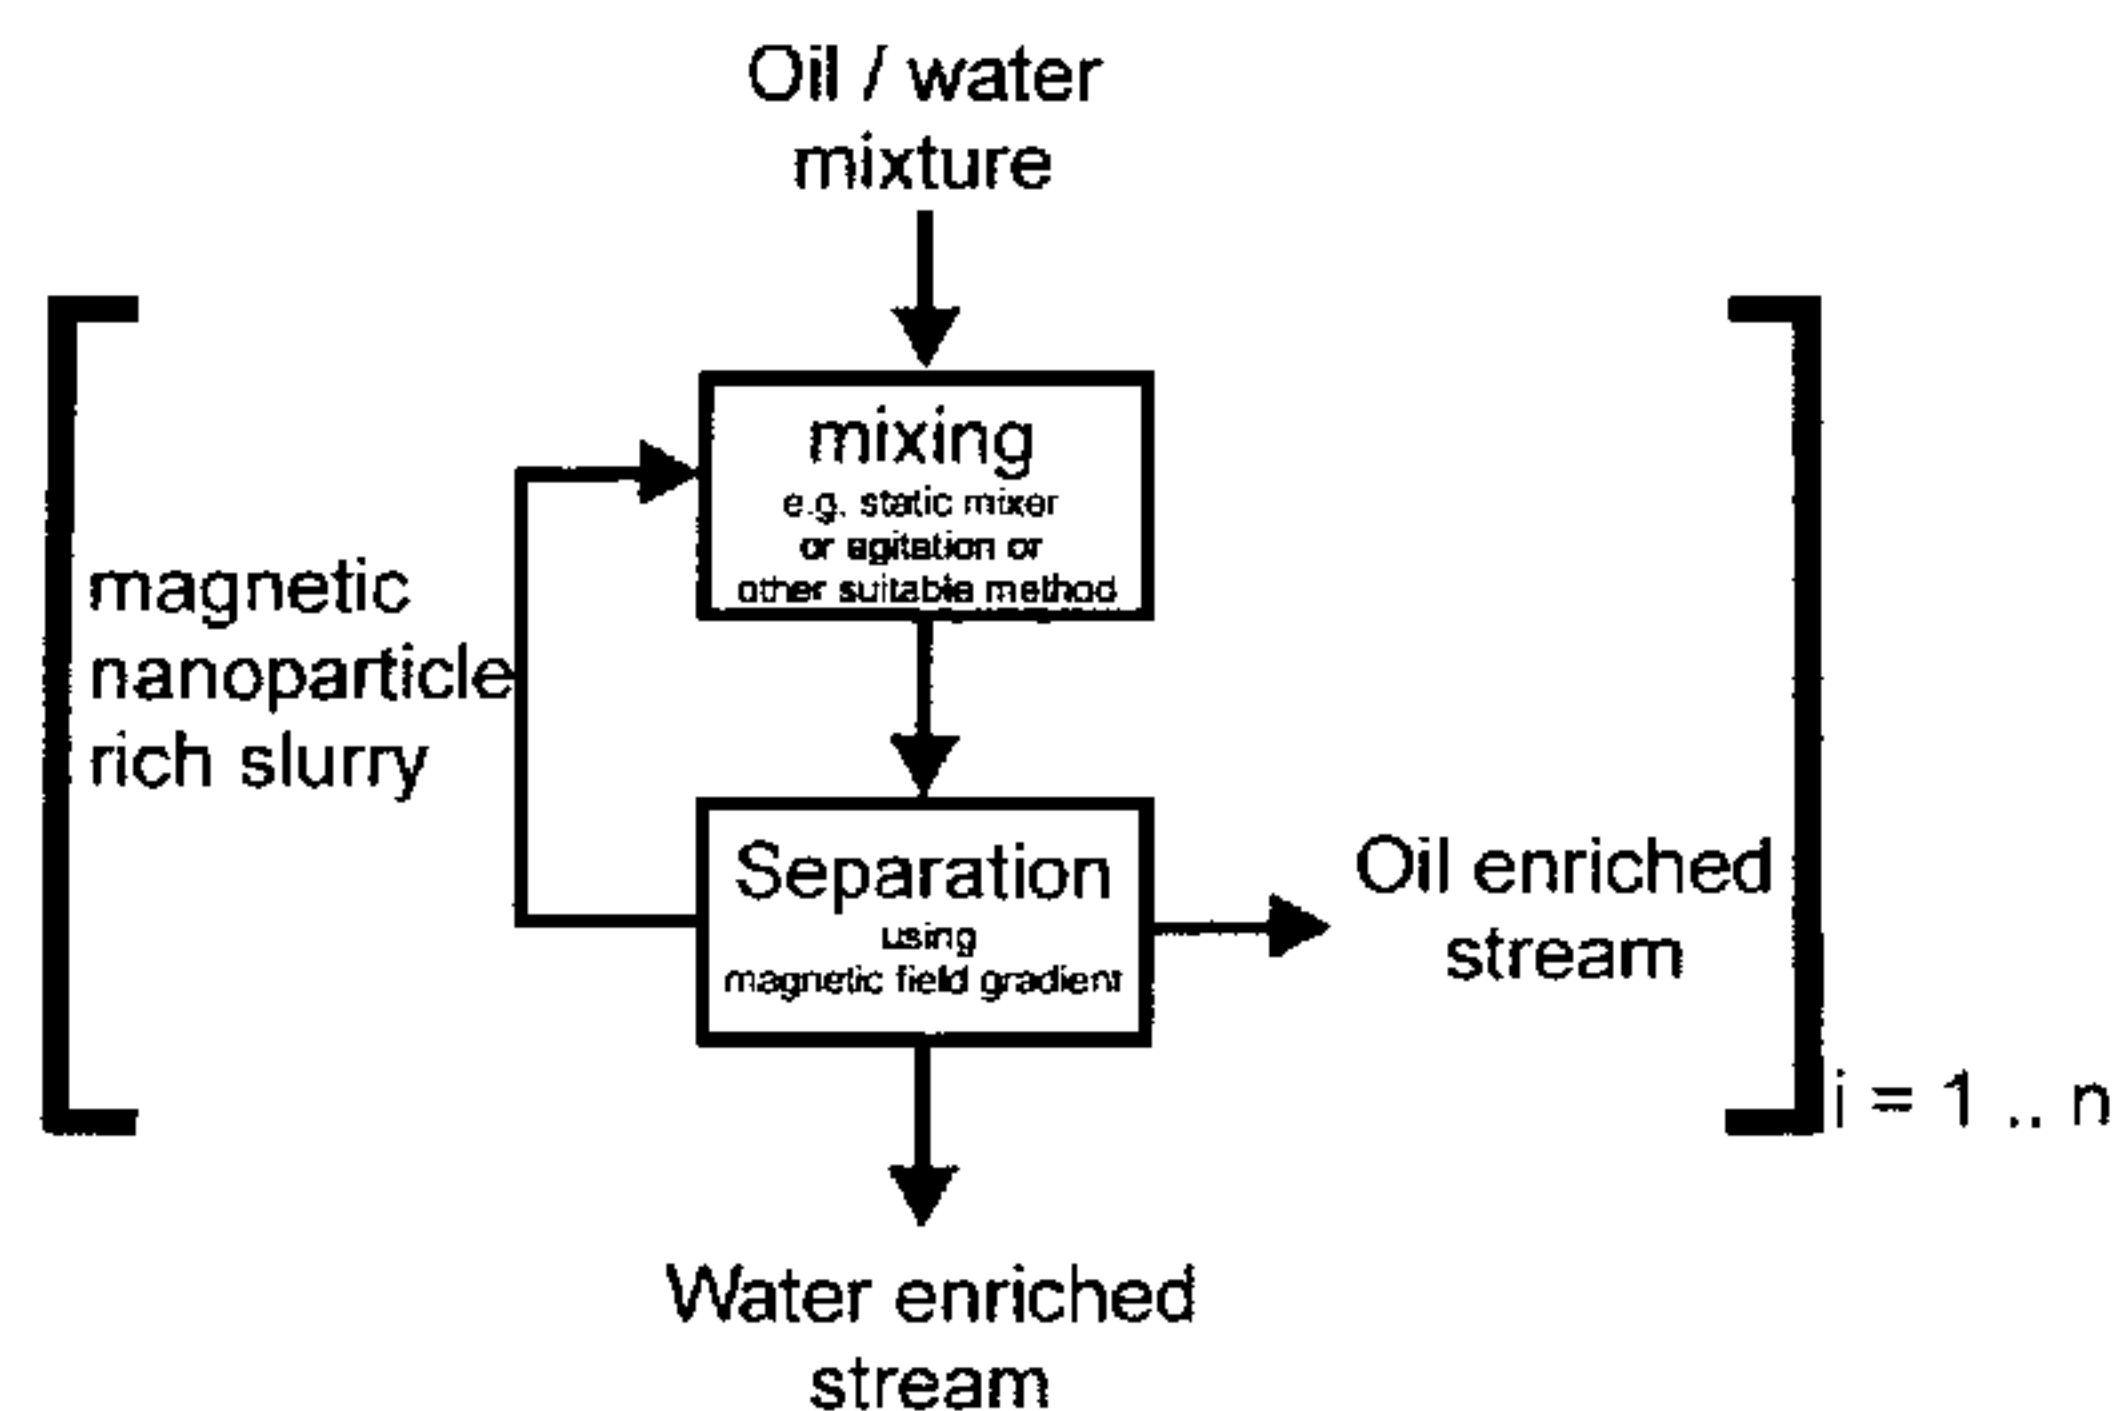 Oil / water
mixture
mixing
e.g. static mixer
or agitation or
other suitable method
magnetic
nanoparticle
rich slurry
Separation
using
magnetic field gradient
Oil enriched
stream
i = 1 .. n
Water enriched
stream